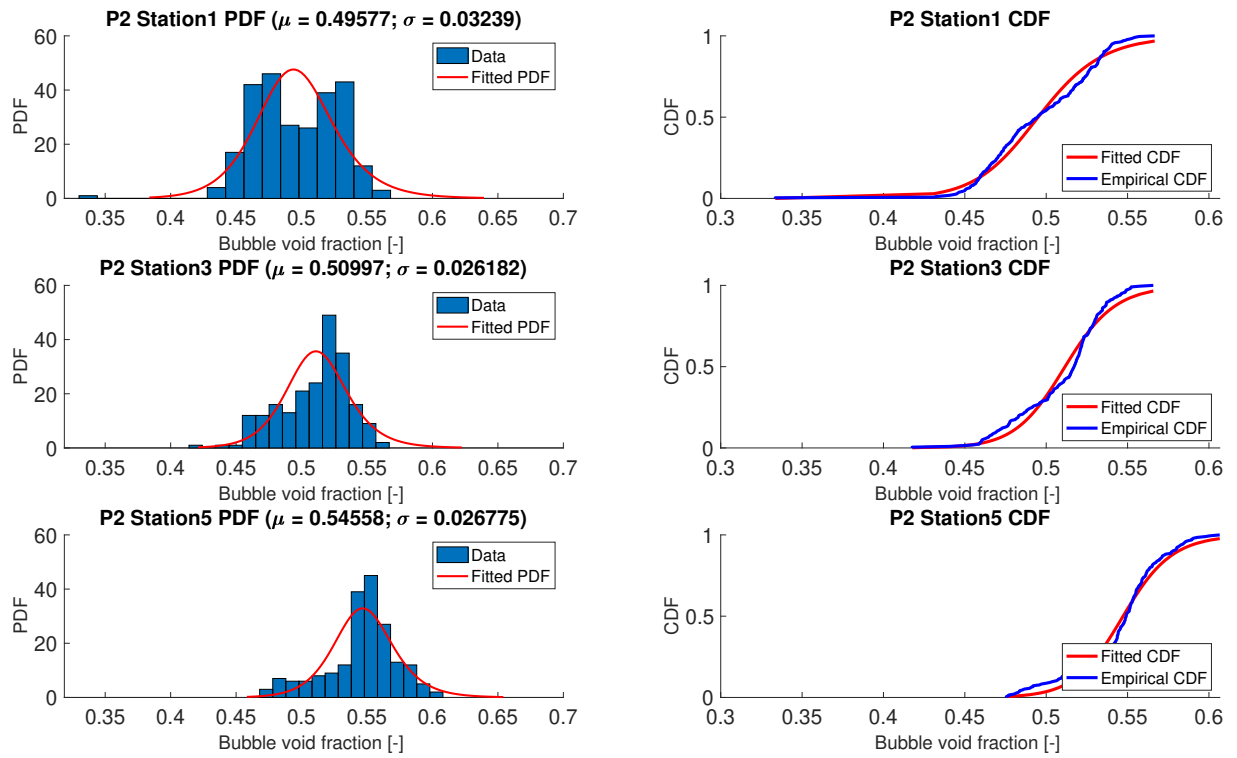 P2 Station1 PDF (μ = 0.49577; σ = 0.03239)
60
40
20
0
PDF
Data
Fitted PDF
0.35 0.4 0.45 0.5 0.55 0.6 0.65 0.7
Bubble void fraction [-]
P2 Station1 CDF
1
0.5
0
CDF
Fitted CDF
Empirical CDF
0.3 0.35 0.4 0.45 0.5 0.55 0.6
Bubble void fraction [-]
P2 Station3 PDF (μ = 0.50997; σ = 0.026182)
60
40
20
0
PDF
Data
Fitted PDF
0.35 0.4 0.45 0.5 0.55 0.6 0.65 0.7
Bubble void fraction [-]
P2 Station3 CDF
1
0.5
0
CDF
Fitted CDF
Empirical CDF
0.3 0.35 0.4 0.45 0.5 0.55 0.6
Bubble void fraction [-]
P2 Station5 PDF (μ = 0.54558; σ = 0.026775)
60
40
20
0
PDF
Data
Fitted PDF
0.35 0.4 0.45 0.5 0.55 0.6 0.65 0.7
Bubble void fraction [-]
P2 Station5 CDF
1
0.5
0
CDF
Fitted CDF
Empirical CDF
0.3 0.35 0.4 0.45 0.5 0.55 0.6
Bubble void fraction [-]